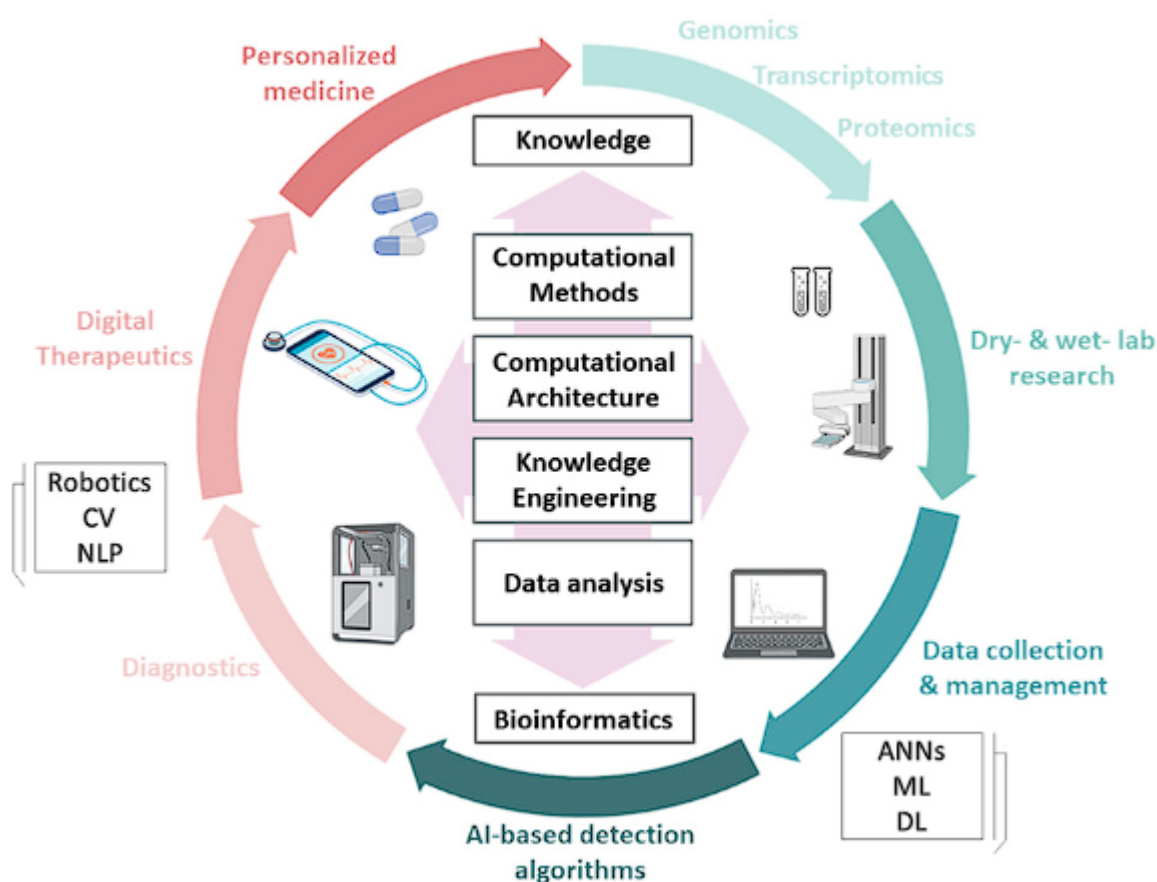 Personalized
medicine
Genomics
Transcriptomics
Proteomics
Knowledge
Computational
Methods
Digital
Therapeutics
Computational
Architecture
Dry- & wet- lab
research
Knowledge
Engineering
Robotics
CV
NLP
Data analysis
Diagnostics
Data collection
& management
Bioinformatics
ANNs
ML
DL
AI-based detection
algorithms